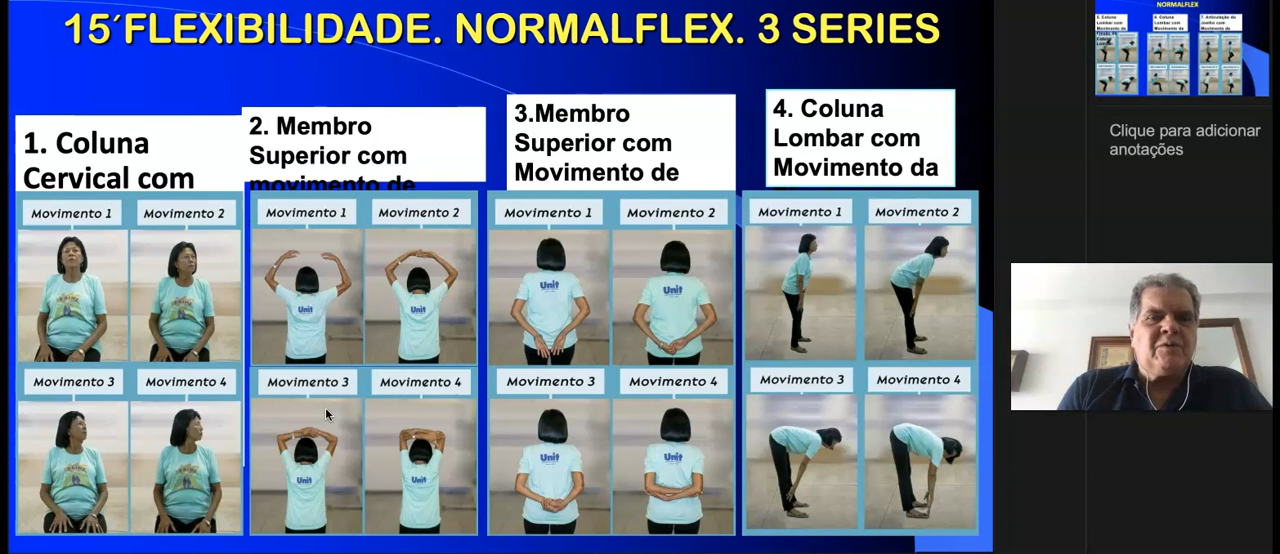 15´FLEXIBILIDADE. NORMALFLEX. 3 SERIES
1. Coluna
Cervical com
Movimento 1
Movimento 2
Movimento 3
Movimento 4
2. Membro
Superior com
movimento de
Movimento 1
Movimento 2
Unit
Unit
Movimento 3
Movimento 4
Unit
Unit
3.Membro
Superior com
Movimento de
Movimento 1
Movimento 2
Unit
Unit
Movimento 3
Movimento 4
Unit
Unit
4. Coluna
Lombar com
Movimento da
Movimento 1
Movimento 2
Movimento 3
Movimento 4
NORMALFLEX
Clique para adicionar
anotações